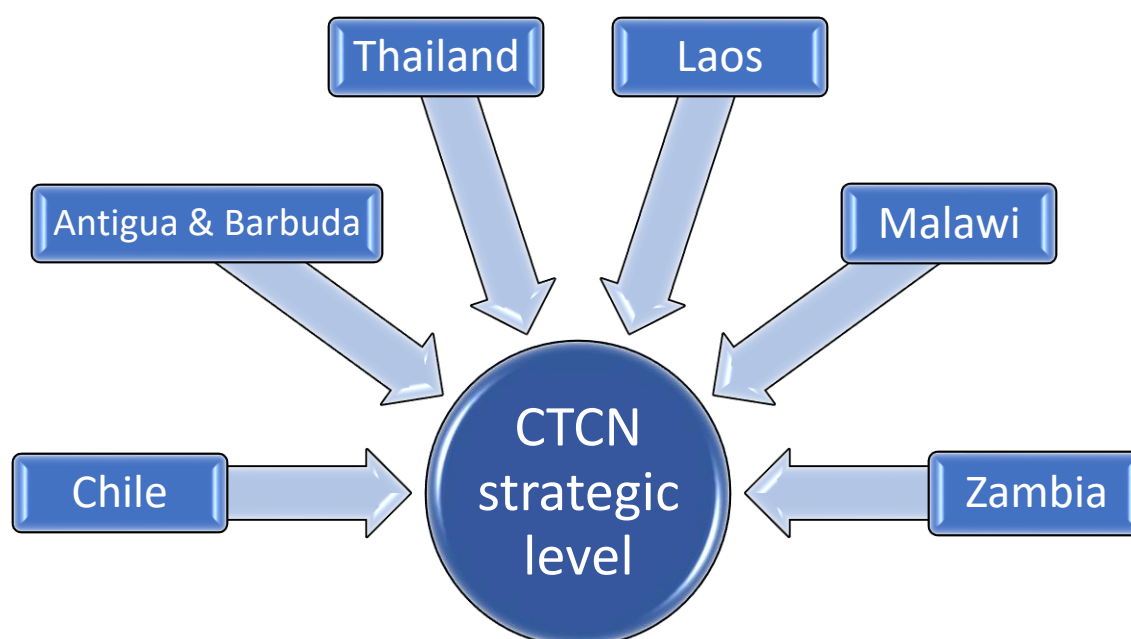 Thailand
Laos
Antigua & Barbuda
Malawi
Chile
CTCN
strategic
level
Zambia